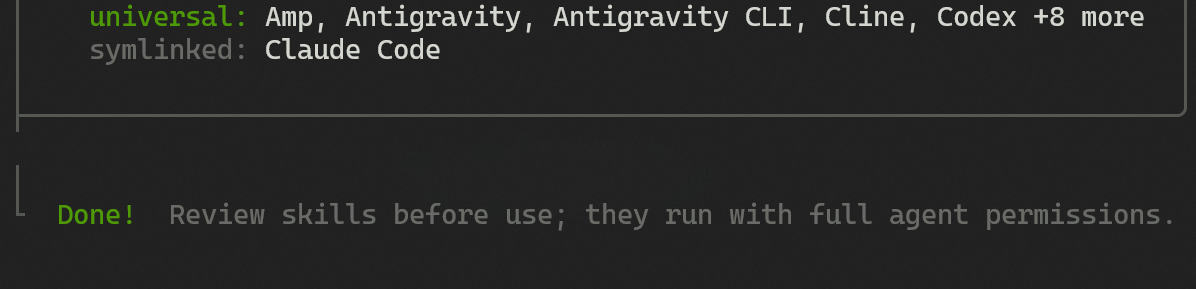 universal: Amp, Antigravity, Antigravity CLI, Cline, Codex +8 more
symlinked: Claude Code
Done! Review skills before use; they run with full agent permissions.